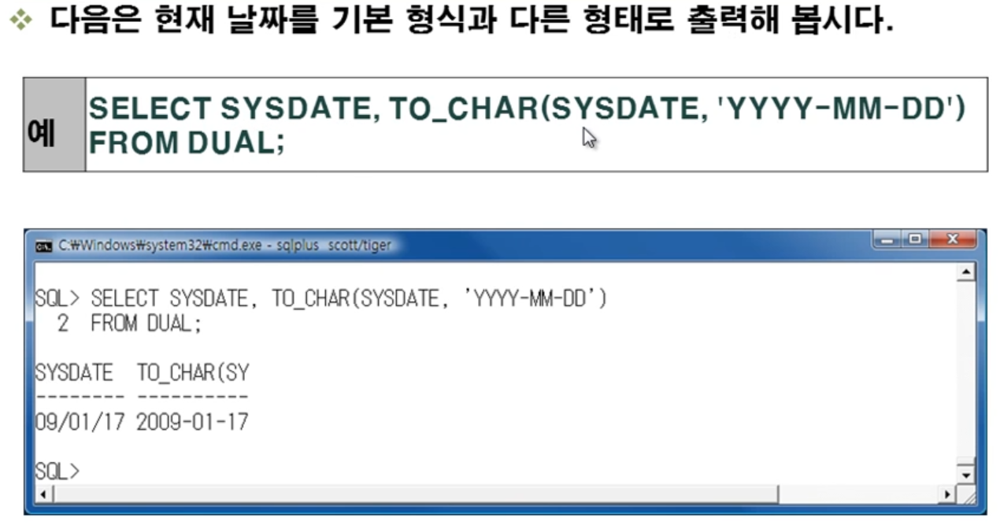 다음은 현재 날짜를 기본 형식과 다른 형태로 출력해 봅시다.
예
SELECT SYSDATE, TO_CHAR(SYSDATE, 'YYYY-MM-DD')
FROM DUAL;
C:₩Windows₩system32₩cmd.exe - sqlplus scott/tiger
SQL> SELECT SYSDATE, TO_CHAR(SYSDATE, 'YYYY-MM-DD')
2 FROM DUAL;
SYSDATE TO_CHAR(SY
-------- ----------
09/01/17 2009-01-17
SQL>